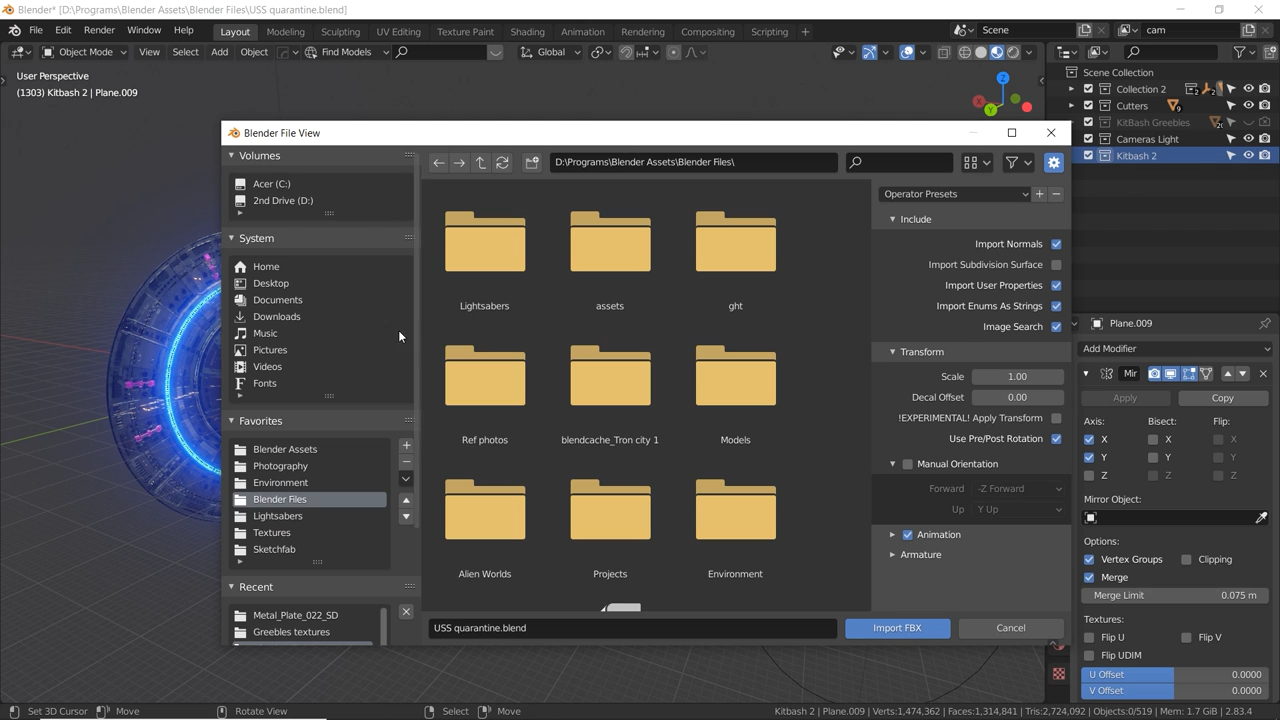 Blender* [D:\Programs\Blender Assets\Blender Files\USS quarantine.blend]
File Edit Render Window Help Layout Modeling Sculpting UV Editing Texture Paint Shading Animation Rendering Compositing Scripting + Scene cam
Object Mode View Select Add Object Find Models Global
User Perspective
(1303) Kitbash 2 | Plane.009
Z
X
Y
Scene Collection
Collection 2
Cutters 9
KitBash Greebles
Cameras Light
Kitbash 2
Blender File View
Volumes
Acer (C:)
2nd Drive (D:)
System
Home
Desktop
Documents
Downloads
Music
Pictures
Videos
Fonts
Favorites
Blender Assets
Photography
Environment
Blender Files
Lightsabers
Textures
Sketchfab
Recent
Metal_Plate_022_SD
Greebles textures
D:\Programs\Blender Assets\Blender Files\
Lightsabers assets ght
Ref photos blendcache_Tron city 1 Models
Alien Worlds Projects Environment
USS quarantine.blend
Import FBX Cancel
Operator Presets
Include
Import Normals
Import Subdivision Surface
Import User Properties
Import Enums As Strings
Image Search
Transform
Scale 1.00
Decal Offset 0.00
!EXPERIMENTAL! Apply Transform
Use Pre/Post Rotation
Manual Orientation
Forward -Z Forward
Up Y Up
Animation
Armature
Plane.009
Add Modifier
Mir
Apply Copy
Axis: Bisect: Flip:
X X X
Y Y Y
Z Z Z
Mirror Object:
Options:
Vertex Groups Clipping
Merge
Merge Limit 0.075 m
Textures:
Flip U Flip V
Flip UDIM
U Offset 0.0000
V Offset 0.0000
Set 3D Cursor Move Rotate View Select Move Kitbash 2 | Plane.009 | Verts:1,474,362 | Faces:1,314,841 | Tris:2,724,092 | Objects:0/519 | Mem: 1.7 GiB | 2.83.4